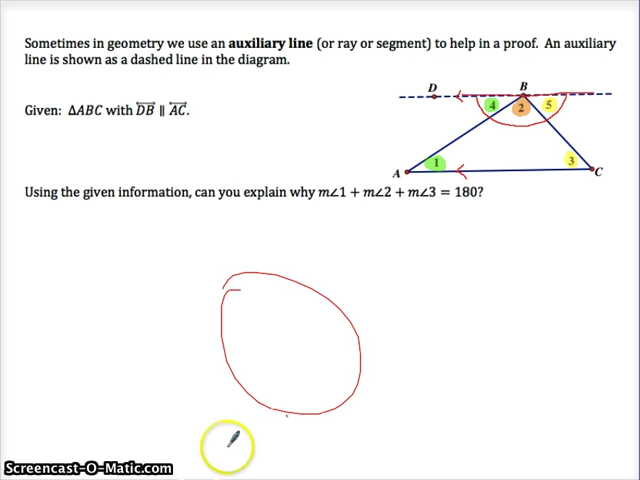 Sometimes in geometry we use an auxiliary line (or ray or segment) to help in a proof. An auxiliary
line is shown as a dashed line in the diagram.
D B
4 2 5
Given: ΔABC with DB ∥ AC.
1 3
A C
Using the given information, can you explain why m∠1 + m∠2 + m∠3 = 180?
Screencast-O-Matic.com